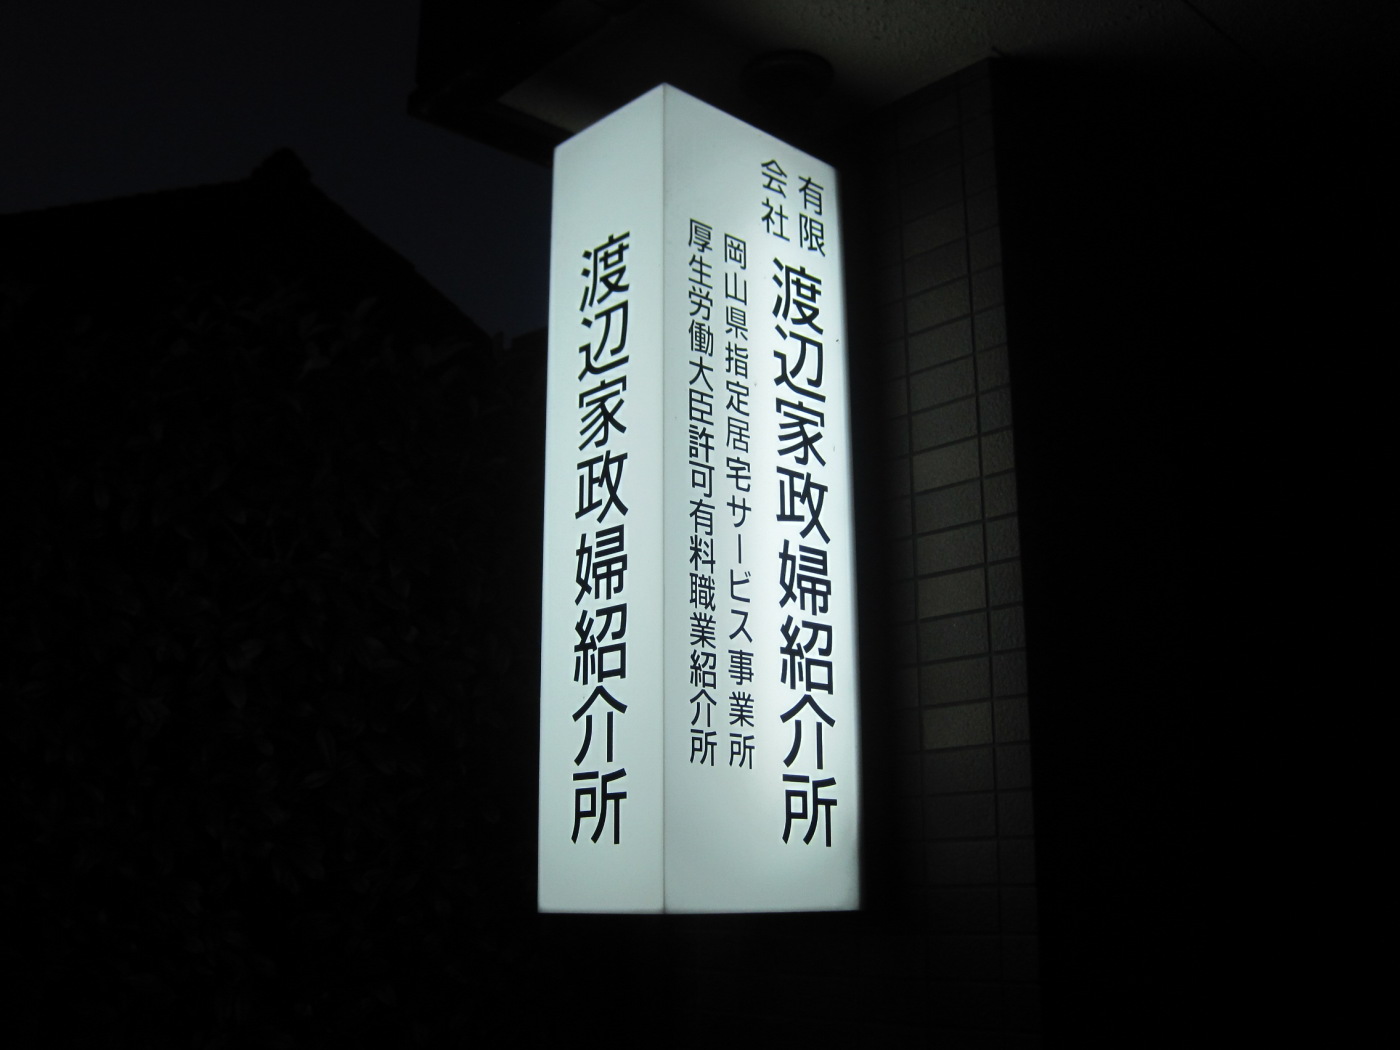 渡辺家政婦紹介所
有限
会社
渡辺家政婦紹介所
岡山県指定居宅サービス事業所
厚生労働大臣許可有料職業紹介所